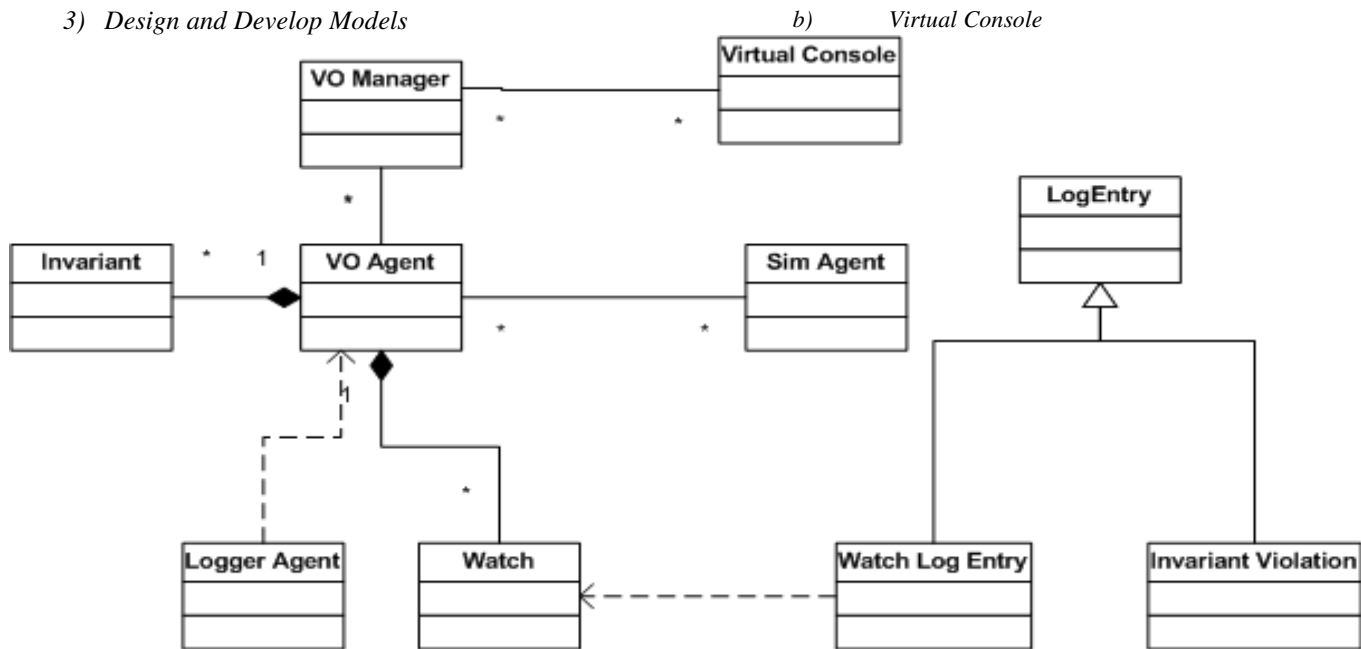 3) Design and Develop Models
b) Virtual Console
Virtual Console
VO Manager
*
*
*
LogEntry
Invariant
*
1
VO Agent
Sim Agent
*
*
1
*
Logger Agent
Watch
Watch Log Entry
Invariant Violation